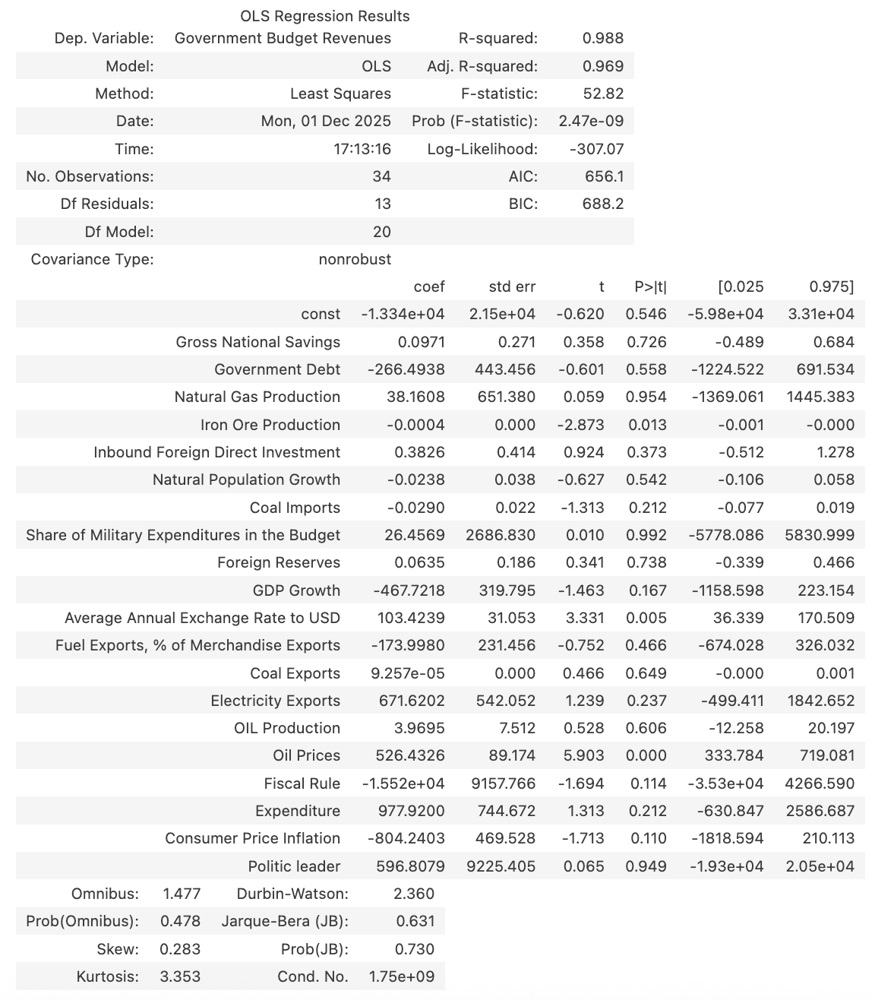 OLS Regression Results
Dep. Variable: Government Budget Revenues R-squared: 0.988
Model: OLS Adj. R-squared: 0.969
Method: Least Squares F-statistic: 52.82
Date: Mon, 01 Dec 2025 Prob (F-statistic): 2.47e-09
Time: 17:13:16 Log-Likelihood: -307.07
No. Observations: 34 AIC: 656.1
Df Residuals: 13 BIC: 688.2
Df Model: 20
Covariance Type: nonrobust
coef std err t P>|t| [0.025 0.975]
const -1.334e+04 2.15e+04 -0.620 0.546 -5.98e+04 3.31e+04
Gross National Savings 0.0971 0.271 0.358 0.726 -0.489 0.684
Government Debt -266.4938 443.456 -0.601 0.558 -1224.522 691.534
Natural Gas Production 38.1608 651.380 0.059 0.954 -1369.061 1445.383
Iron Ore Production -0.0004 0.000 -2.873 0.013 -0.001 -0.000
Inbound Foreign Direct Investment 0.3826 0.414 0.924 0.373 -0.512 1.278
Natural Population Growth -0.0238 0.038 -0.627 0.542 -0.106 0.058
Coal Imports -0.0290 0.022 -1.313 0.212 -0.077 0.019
Share of Military Expenditures in the Budget 26.4569 2686.830 0.010 0.992 -5778.086 5830.999
Foreign Reserves 0.0635 0.186 0.341 0.738 -0.339 0.466
GDP Growth -467.7218 319.795 -1.463 0.167 -1158.598 223.154
Average Annual Exchange Rate to USD 103.4239 31.053 3.331 0.005 36.339 170.509
Fuel Exports, % of Merchandise Exports -173.9980 231.456 -0.752 0.466 -674.028 326.032
Coal Exports 9.257e-05 0.000 0.466 0.649 -0.000 0.001
Electricity Exports 671.6202 542.052 1.239 0.237 -499.411 1842.652
OIL Production 3.9695 7.512 0.528 0.606 -12.258 20.197
Oil Prices 526.4326 89.174 5.903 0.000 333.784 719.081
Fiscal Rule -1.552e+04 9157.766 -1.694 0.114 -3.53e+04 4266.590
Expenditure 977.9200 744.672 1.313 0.212 -630.847 2586.687
Consumer Price Inflation -804.2403 469.528 -1.713 0.110 -1818.594 210.113
Politic leader 596.8079 9225.405 0.065 0.949 -1.93e+04 2.05e+04
Omnibus: 1.477 Durbin-Watson: 2.360
Prob(Omnibus): 0.478 Jarque-Bera (JB): 0.631
Skew: 0.283 Prob(JB): 0.730
Kurtosis: 3.353 Cond. No. 1.75e+09